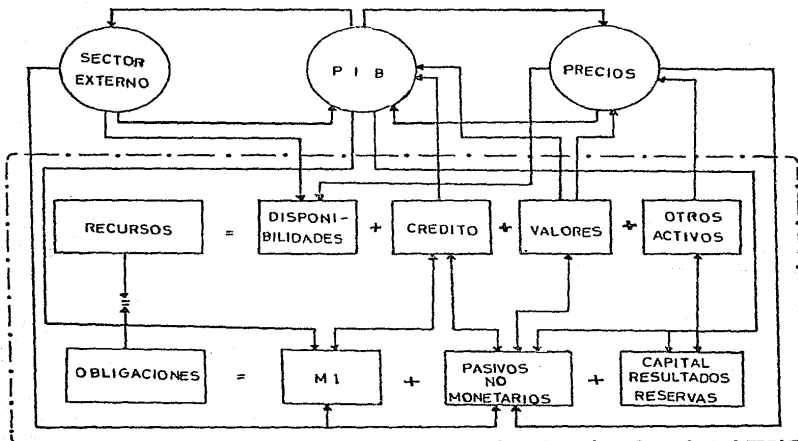 SECTOR
EXTERNO
P I B
PRECIOS
RECURSOS
=
DISPONI-
BILIDADES
+
CREDITO
+
VALORES
+
OTROS
ACTIVOS
=
OBLIGACIONES
=
M 1
+
PASIVOS
NO
MONETARIOS
+
CAPITAL
RESULTADOS
RESERVAS